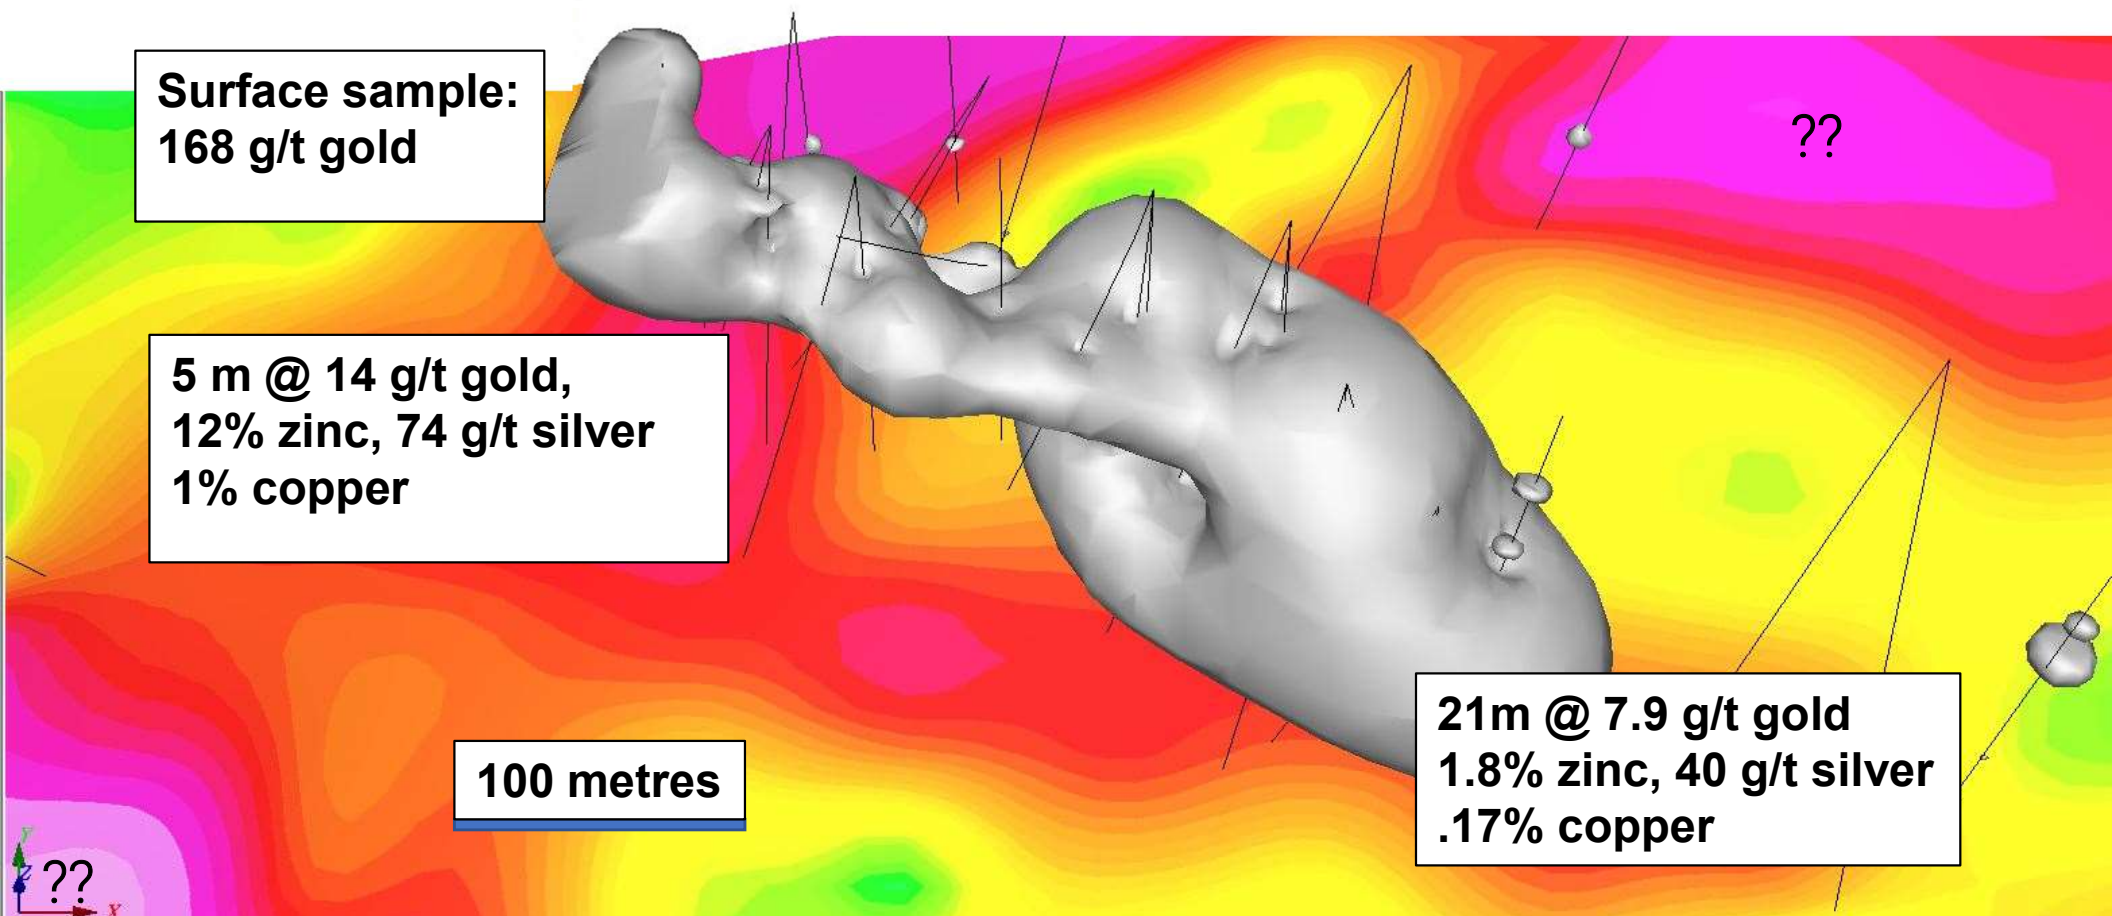 Surface sample:
168 g/t gold
??
5 m @ 14 g/t gold,
12% zinc, 74 g/t silver
1% copper
21m @ 7.9 g/t gold
1.8% zinc, 40 g/t silver
.17% copper
100 metres
Y
Z
??
X